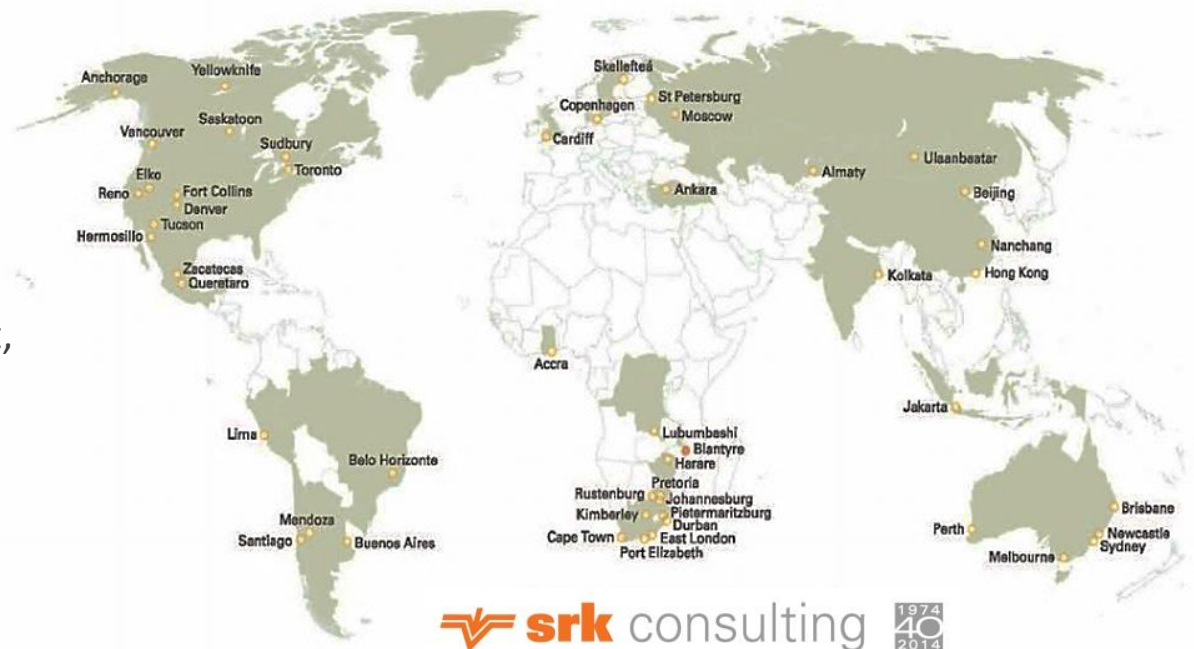 Anchorage
Yellowknife
Saskatoon
Vancouver
Sudbury
Toronto
Elko
Reno
Fort Collins
Denver
Tucson
Hermosillo
Zacatecas
Queretaro
Skellefteå
St Petersburg
Copenhagen
Moscow
Cardiff
Ankara
Almaty
Ulaanbaatar
Beijing
Nanchang
Kolkata
Hong Kong
Accra
Jakarta
Lima
Belo Horizonte
Mendoza
Santiago
Buenos Aires
Lubumbashi
Blantyre
Harare
Pretoria
Rustenburg
Johannesburg
Kimberley
Pietermaritzburg
Durban
Cape Town
East London
Port Elizabeth
Perth
Brisbane
Newcastle
Sydney
Melbourne
srk consulting
1974
40
2014